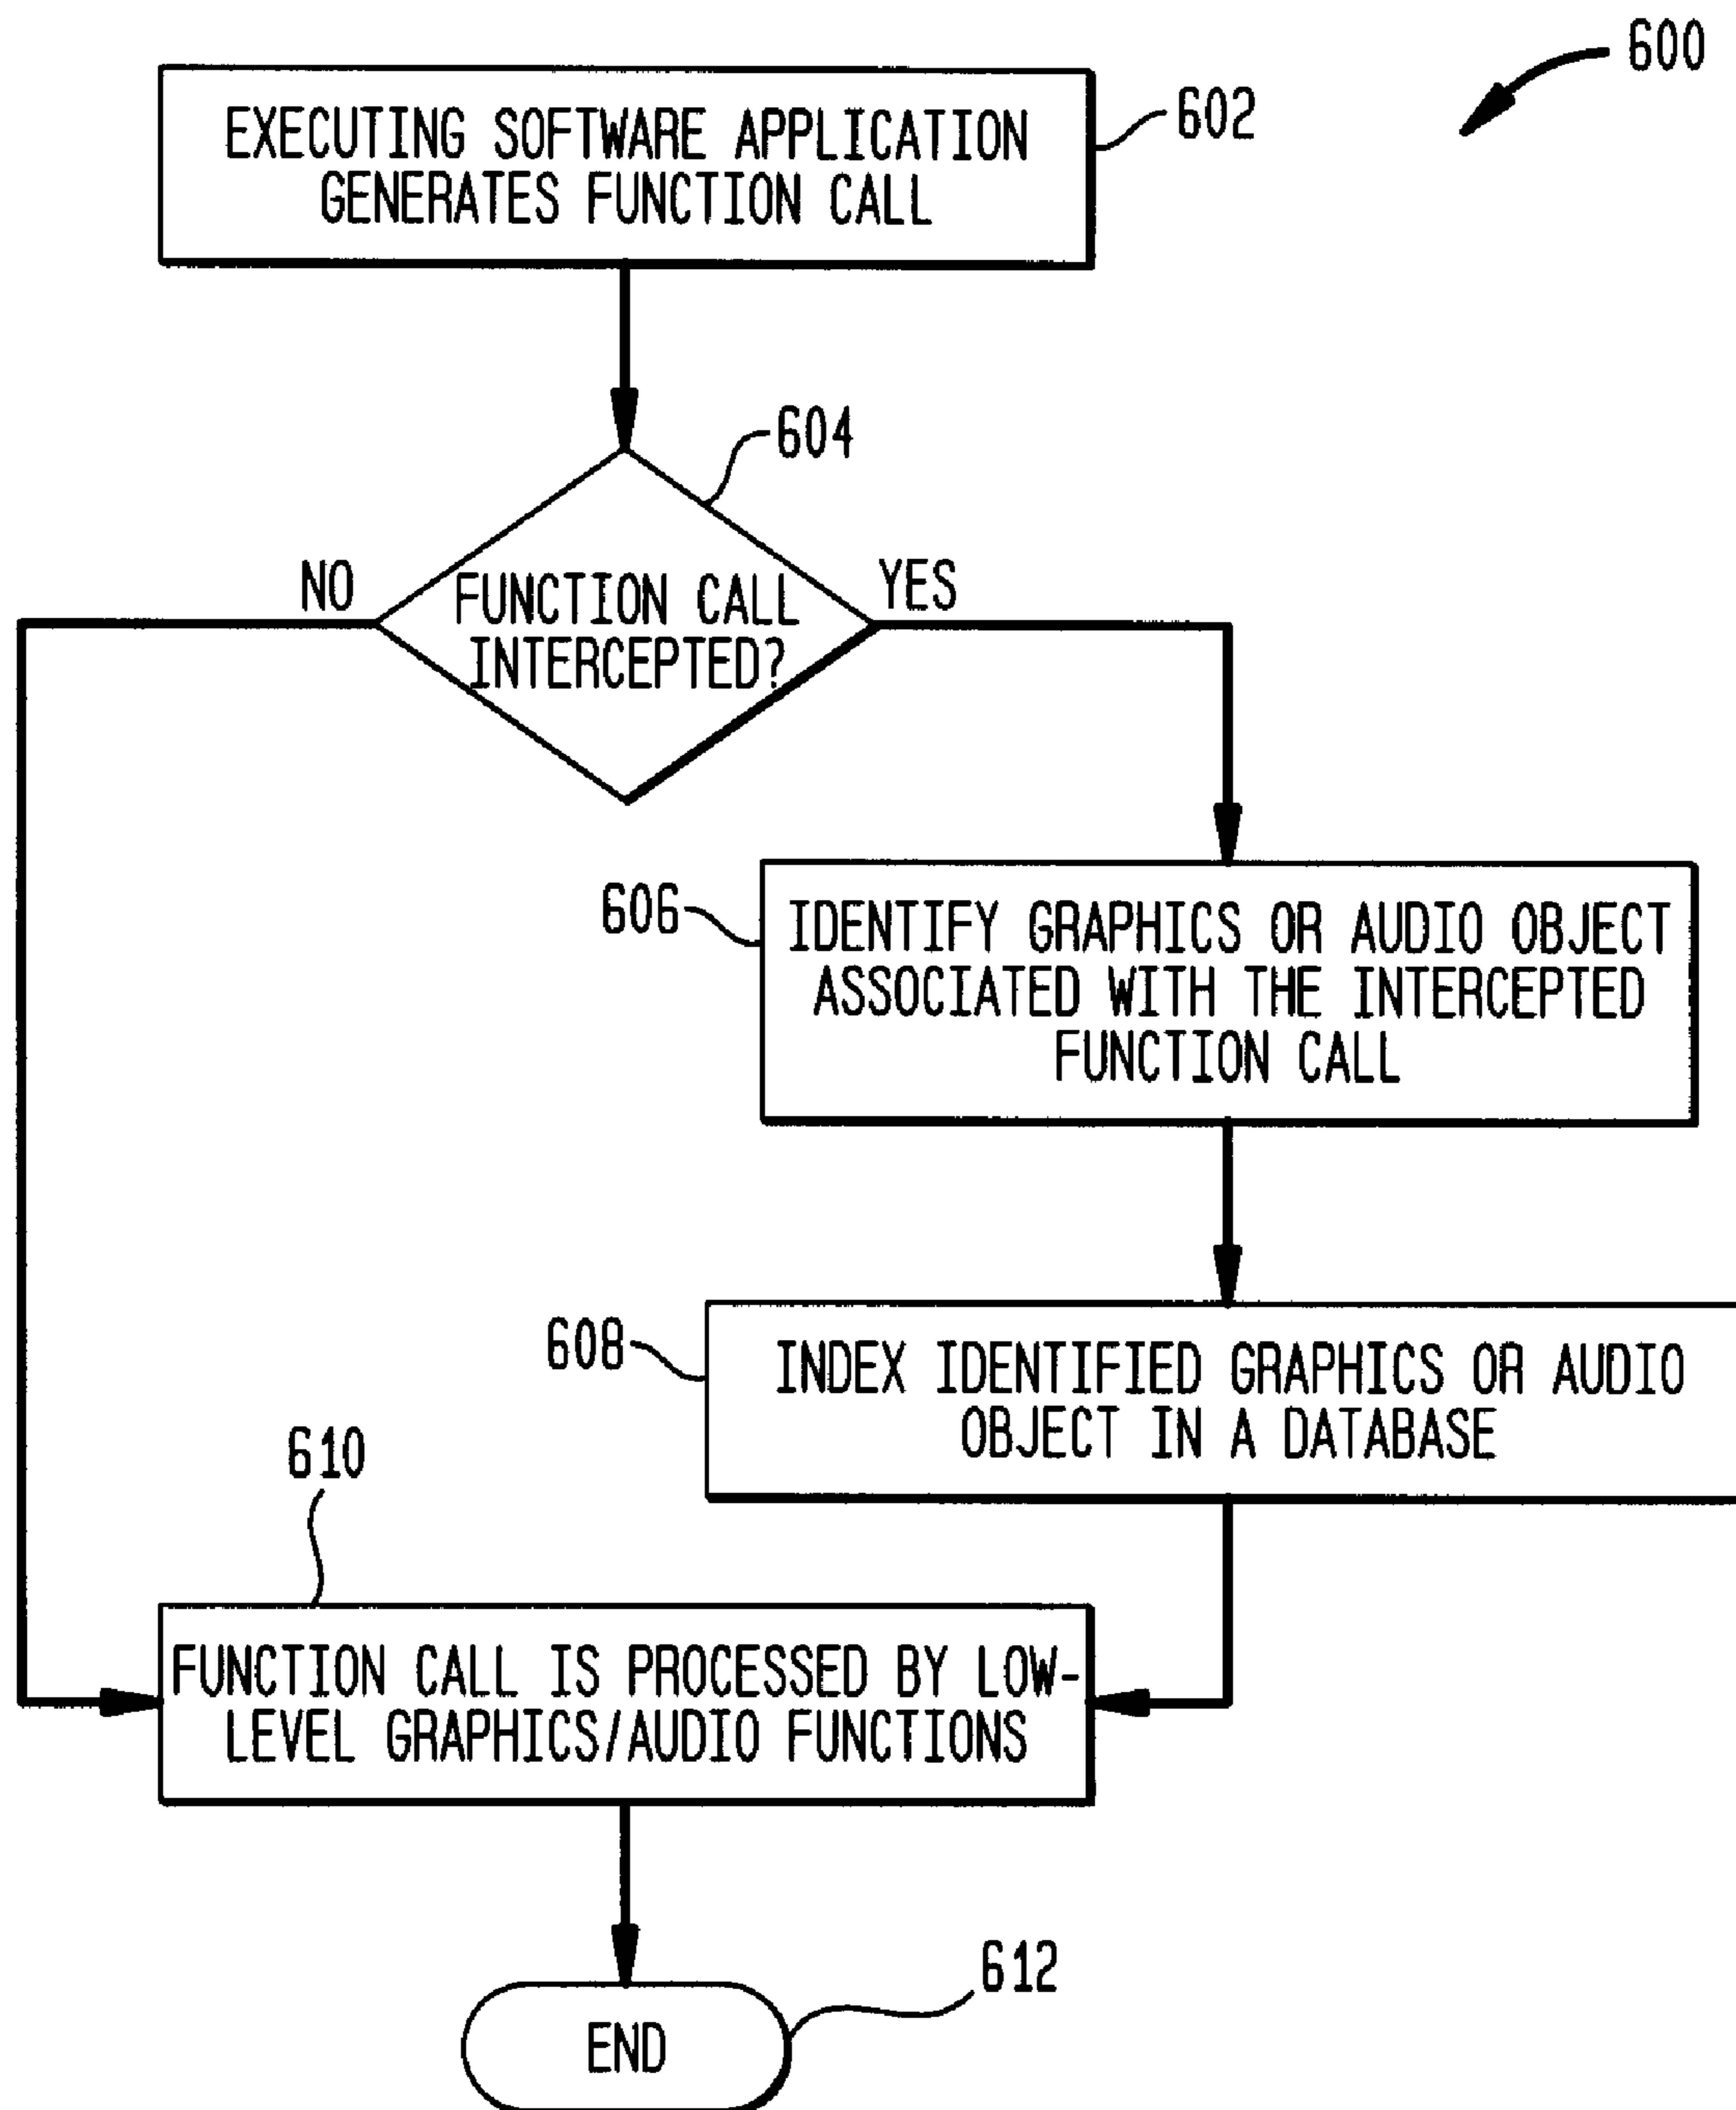 600
EXECUTING SOFTWARE APPLICATION
GENERATES FUNCTION CALL
602
604
NO
YES
FUNCTION CALL
INTERCEPTED?
606
IDENTIFY GRAPHICS OR AUDIO OBJECT
ASSOCIATED WITH THE INTERCEPTED
FUNCTION CALL
608
INDEX IDENTIFIED GRAPHICS OR AUDIO
OBJECT IN A DATABASE
610
FUNCTION CALL IS PROCESSED BY LOW-
LEVEL GRAPHICS/AUDIO FUNCTIONS
612
END